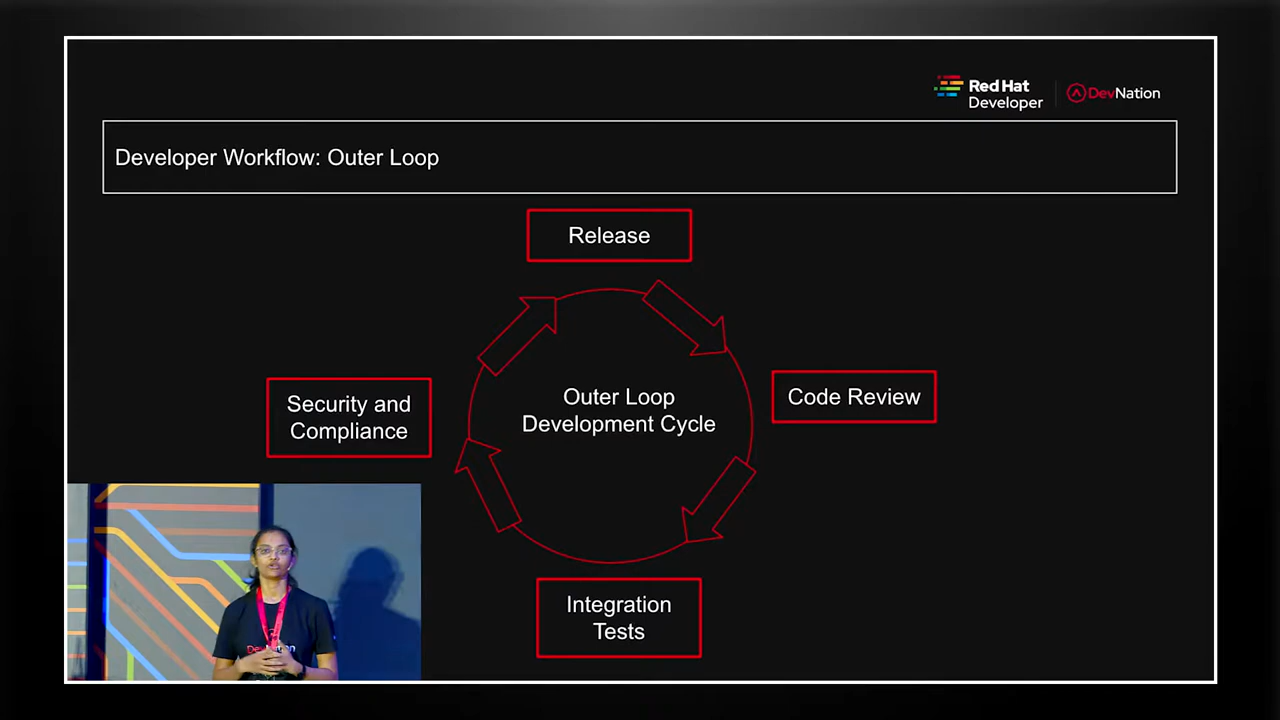 Red Hat
Developer
DevNation
Developer Workflow: Outer Loop
Release
Code Review
Outer Loop
Development Cycle
Security and
Compliance
Integration
Tests
DevNation